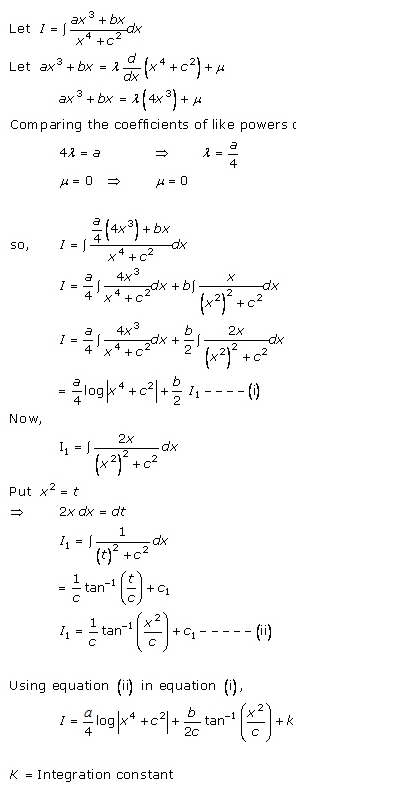 Let I = ∫ (ax³ + bx)/(x⁴ + c²) dx
Let ax³ + bx = λ d/dx (x⁴ + c²) + μ
ax³ + bx = λ(4x³) + μ
Comparing the coefficients of like powers
4λ = a ⇒ λ = a/4
μ = 0 ⇒ μ = 0
so, I = ∫ (a/4 (4x³) + bx)/(x⁴ + c²) dx
I = a/4 ∫ 4x³/(x⁴ + c²) dx + b∫ x/((x²)² + c²) dx
I = a/4 ∫ 4x³/(x⁴ + c²) dx + b/2 ∫ 2x/((x²)² + c²) dx
= a/4 log|x⁴ + c²| + b/2 I₁ - - - - (i)
Now,
I₁ = ∫ 2x/((x²)² + c²) dx
Put x² = t
⇒ 2x dx = dt
I₁ = ∫ 1/((t)² + c²) dx
= 1/c tan⁻¹ (t/c) + c₁
I₁ = 1/c tan⁻¹ (x²/c) + c₁ - - - - - (ii)
Using equation (ii) in equation (i),
I = a/4 log|x⁴ + c²| + b/2c tan⁻¹ (x²/c) + k
K = Integration constant